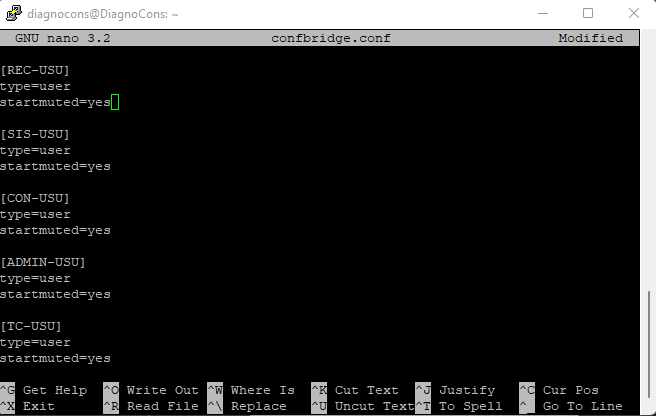 diagnocons@DiagnoCons: ~
GNU nano 3.2 confbridge.conf Modified
[REC-USU]
type=user
startmuted=yes
[SIS-USU]
type=user
startmuted=yes
[CON-USU]
type=user
startmuted=yes
[ADMIN-USU]
type=user
startmuted=yes
[TC-USU]
type=user
startmuted=yes
^G Get Help ^O Write Out ^W Where Is ^K Cut Text ^J Justify ^C Cur Pos
^X Exit ^R Read File ^\ Replace ^U Uncut Text ^T To Spell ^_ Go To Line